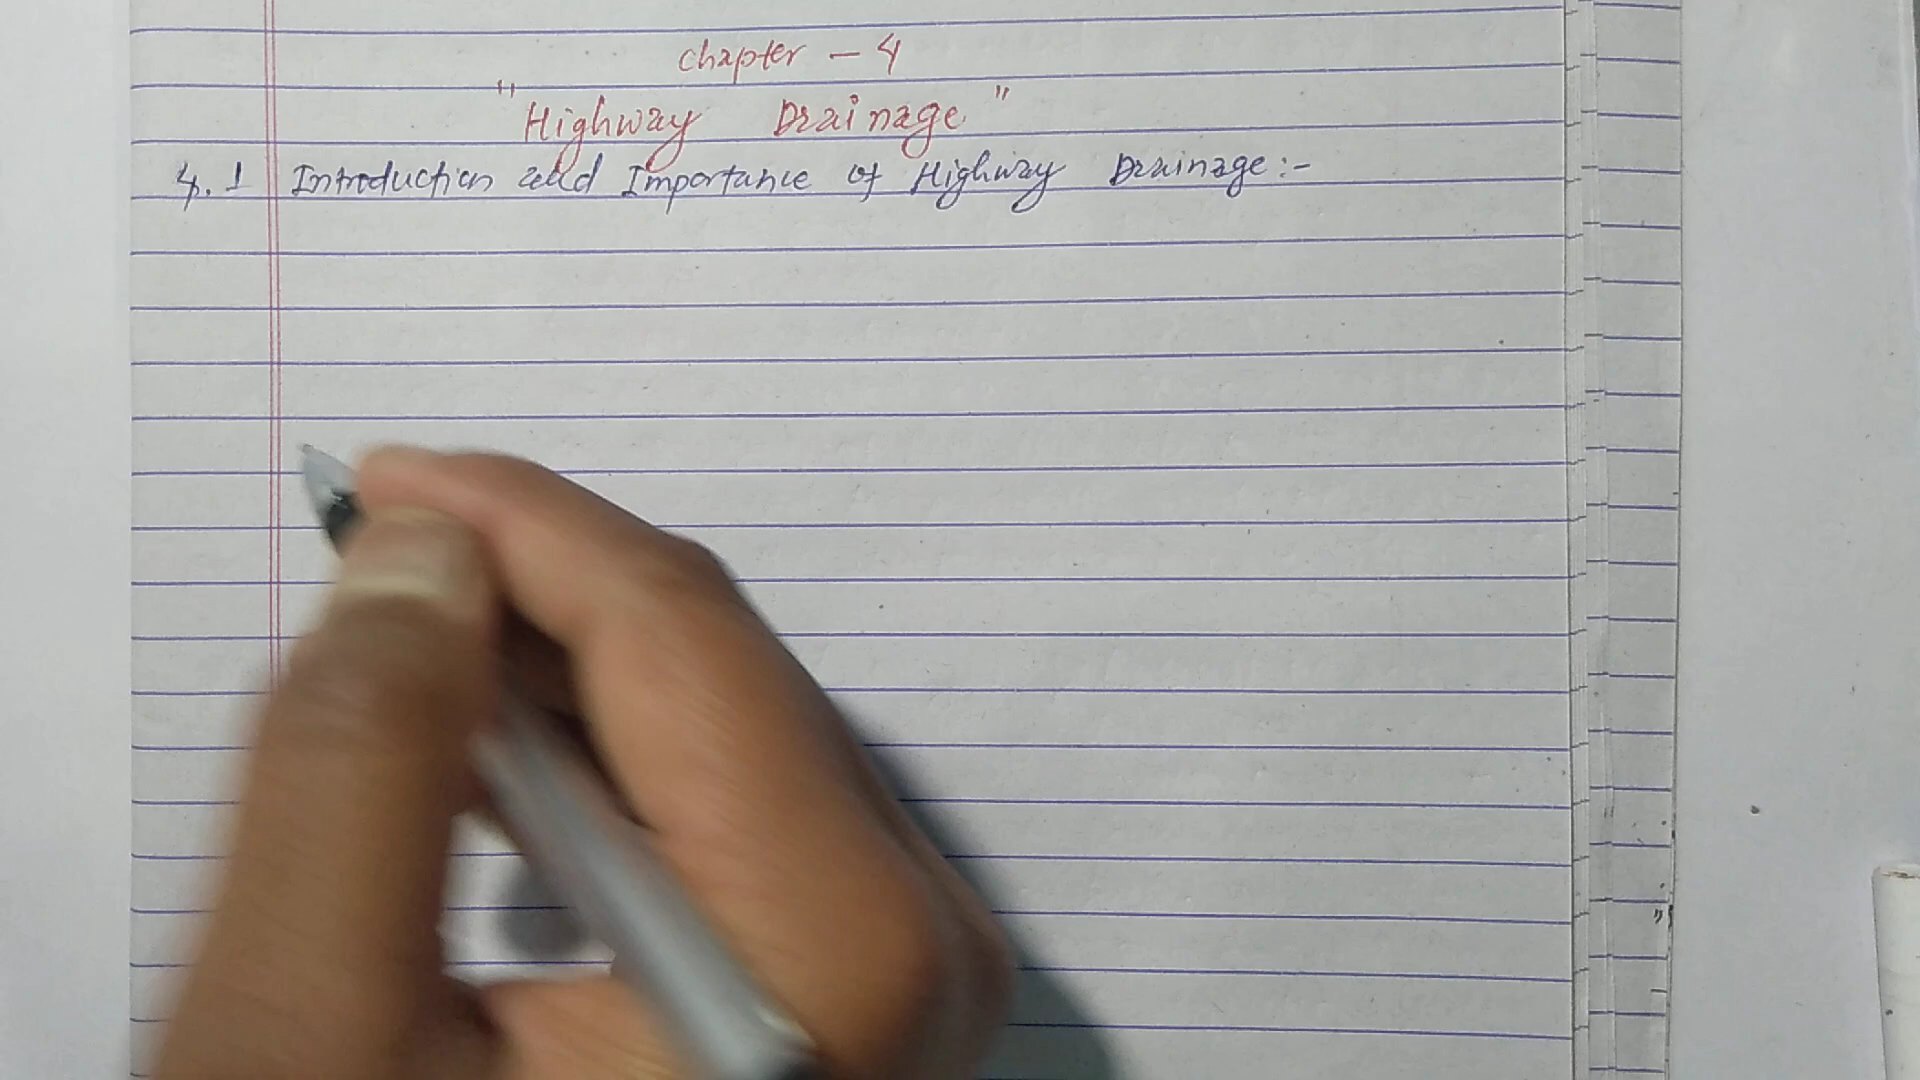 Chapter - 4
"Highway Drainage"
4.1 Introduction and Importance of Highway Drainage:-